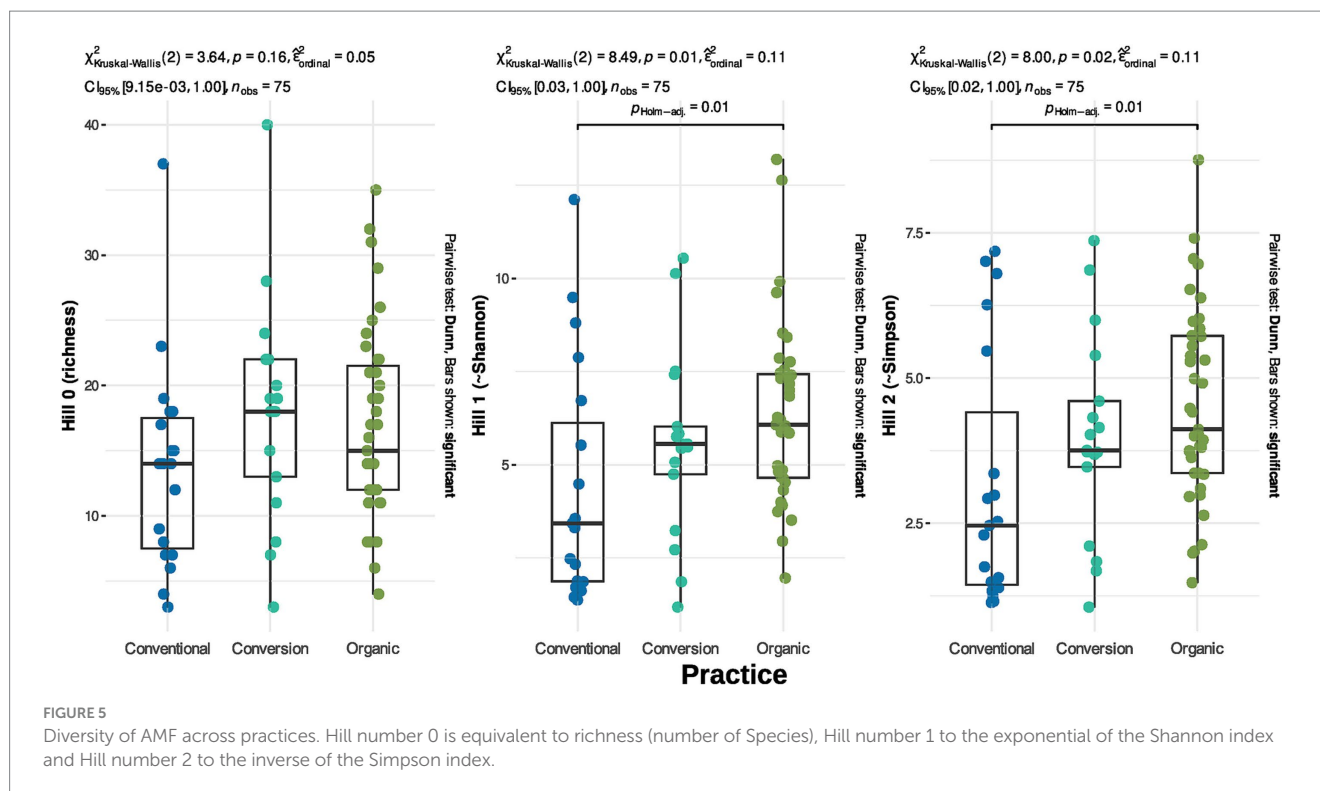 χ²Kruskal-Wallis(2) = 3.64, p = 0.16, ε̂²ordinal = 0.05
CI95% [9.15e-03, 1.00], nobs = 75
40
30
20
10
Hill 0 (richness)
Conventional Conversion Organic
Pairwise test: Dunn, Bars shown: significant
χ²Kruskal-Wallis(2) = 8.49, p = 0.01, ε̂²ordinal = 0.11
CI95% [0.03, 1.00], nobs = 75
pHolm-adj. = 0.01
10
5
Hill 1 (~Shannon)
Conventional Conversion Organic
Pairwise test: Dunn, Bars shown: significant
χ²Kruskal-Wallis(2) = 8.00, p = 0.02, ε̂²ordinal = 0.11
CI95% [0.02, 1.00], nobs = 75
pHolm-adj. = 0.01
7.5
5.0
2.5
Hill 2 (~Simpson)
Conventional Conversion Organic
Pairwise test: Dunn, Bars shown: significant
Practice
FIGURE 5
Diversity of AMF across practices. Hill number 0 is equivalent to richness (number of Species), Hill number 1 to the exponential of the Shannon index
and Hill number 2 to the inverse of the Simpson index.